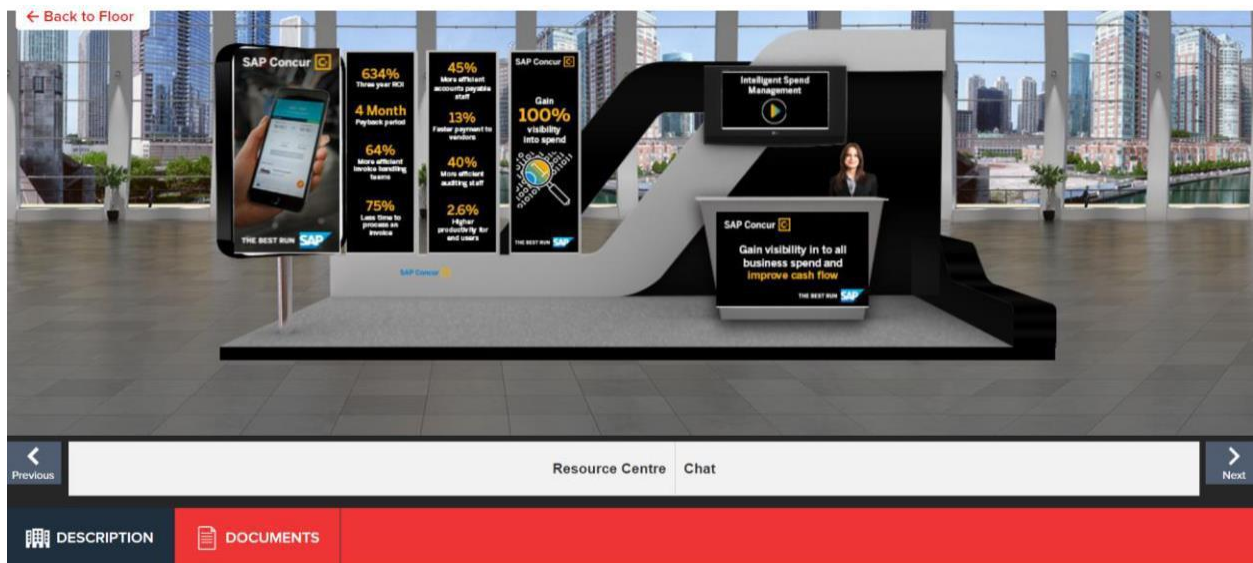 ← Back to Floor
SAP Concur C
THE BEST RUN SAP
634%
Three year ROI
4 Month
Payback period
64%
More efficient
invoice handling
teams
75%
Less time to
process an
invoice
45%
More efficient
accounts payable
staff
13%
Faster payment to
vendors
40%
More efficient
auditing staff
2.6%
Higher
productivity for
end users
SAP Concur C
Gain
100%
visibility
into spend
THE BEST RUN SAP
SAP Concur C
Intelligent Spend
Management
SAP Concur C
Gain visibility in to all
business spend and
improve cash flow
THE BEST RUN SAP
Previous
Resource Centre
Chat
Next
DESCRIPTION
DOCUMENTS